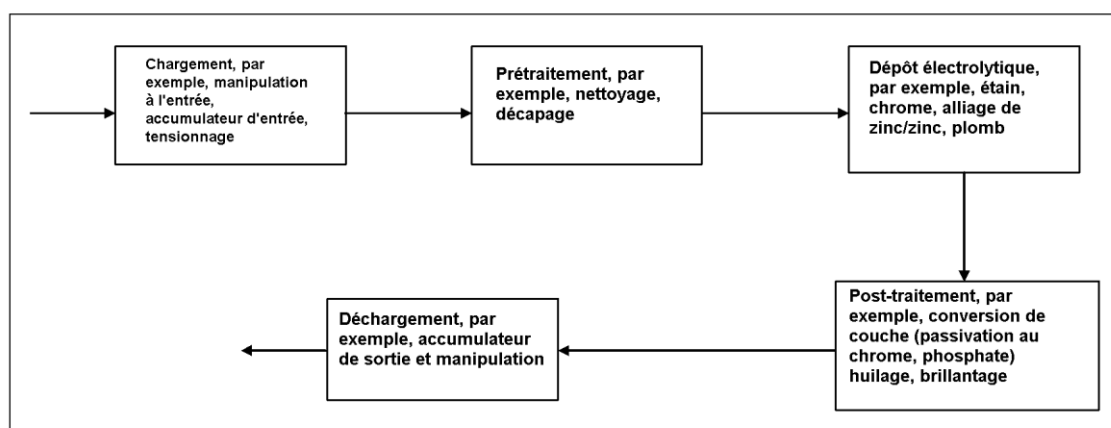 Chargement, par
exemple, manipulation
à l'entrée,
accumulateur d'entrée,
tensionnage
Prétraitement, par
exemple, nettoyage,
décapage
Dépôt électrolytique,
par exemple, étain,
chrome, alliage de
zinc/zinc, plomb
Post-traitement, par
exemple, conversion de
couche (passivation au
chrome, phosphate)
huilage, brillantage
Déchargement, par
exemple, accumulateur
de sortie et manipulation